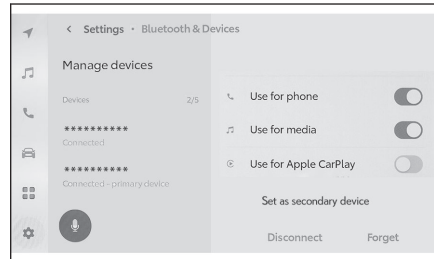 < Settings • Bluetooth & Devices
Manage devices
Devices 2/5
**********
Connected
**********
Connected – primary device
Use for phone
Use for media
Use for Apple CarPlay
Set as secondary device
Disconnect Forget